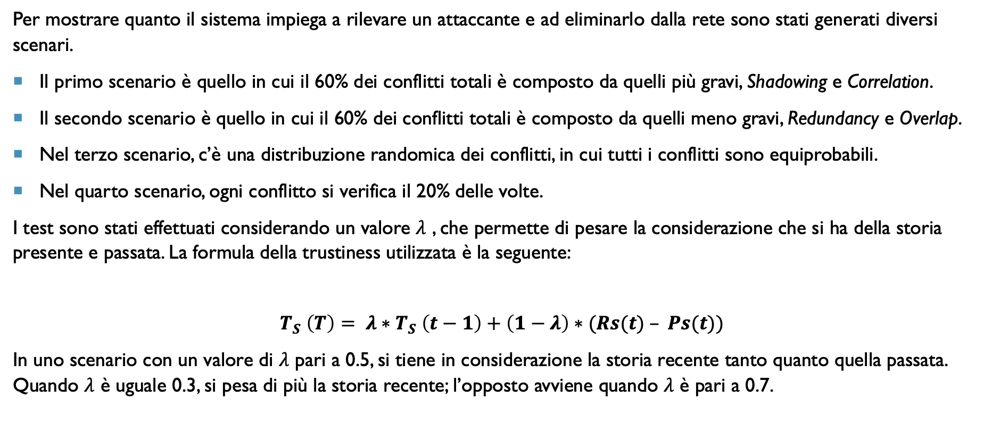 Per mostrare quanto il sistema impiega a rilevare un attaccante e ad eliminarlo dalla rete sono stati generati diversi
scenari.
▪ Il primo scenario è quello in cui il 60% dei conflitti totali è composto da quelli più gravi, Shadowing e Correlation.
▪ Il secondo scenario è quello in cui il 60% dei conflitti totali è composto da quelli meno gravi, Redundancy e Overlap.
▪ Nel terzo scenario, c’è una distribuzione randomica dei conflitti, in cui tutti i conflitti sono equiprobabili.
▪ Nel quarto scenario, ogni conflitto si verifica il 20% delle volte.
I test sono stati effettuati considerando un valore λ , che permette di pesare la considerazione che si ha della storia
presente e passata. La formula della trustiness utilizzata è la seguente:
T_S (T) = λ ∗ T_S (t − 1) + (1 − λ) ∗ (Rs(t) – Ps(t))
In uno scenario con un valore di λ pari a 0.5, si tiene in considerazione la storia recente tanto quanto quella passata.
Quando λ è uguale 0.3, si pesa di più la storia recente; l’opposto avviene quando λ è pari a 0.7.